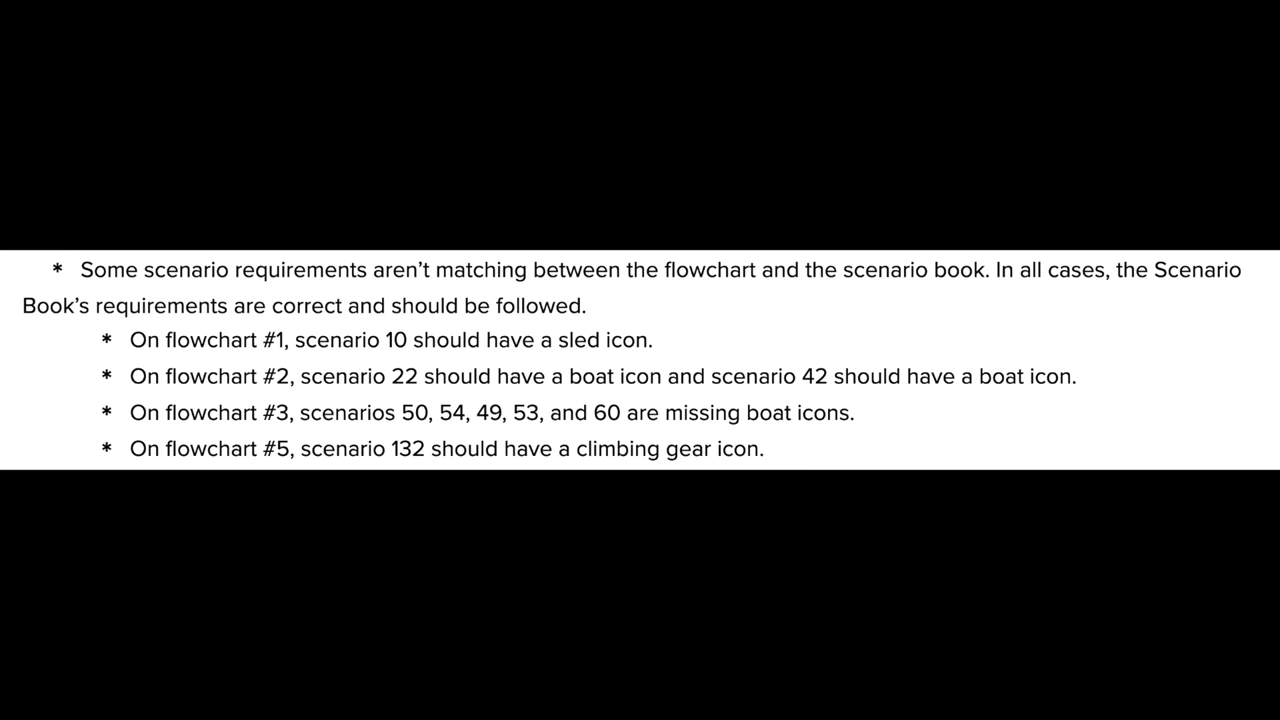 * Some scenario requirements aren’t matching between the flowchart and the scenario book. In all cases, the Scenario
Book’s requirements are correct and should be followed.
* On flowchart #1, scenario 10 should have a sled icon.
* On flowchart #2, scenario 22 should have a boat icon and scenario 42 should have a boat icon.
* On flowchart #3, scenarios 50, 54, 49, 53, and 60 are missing boat icons.
* On flowchart #5, scenario 132 should have a climbing gear icon.